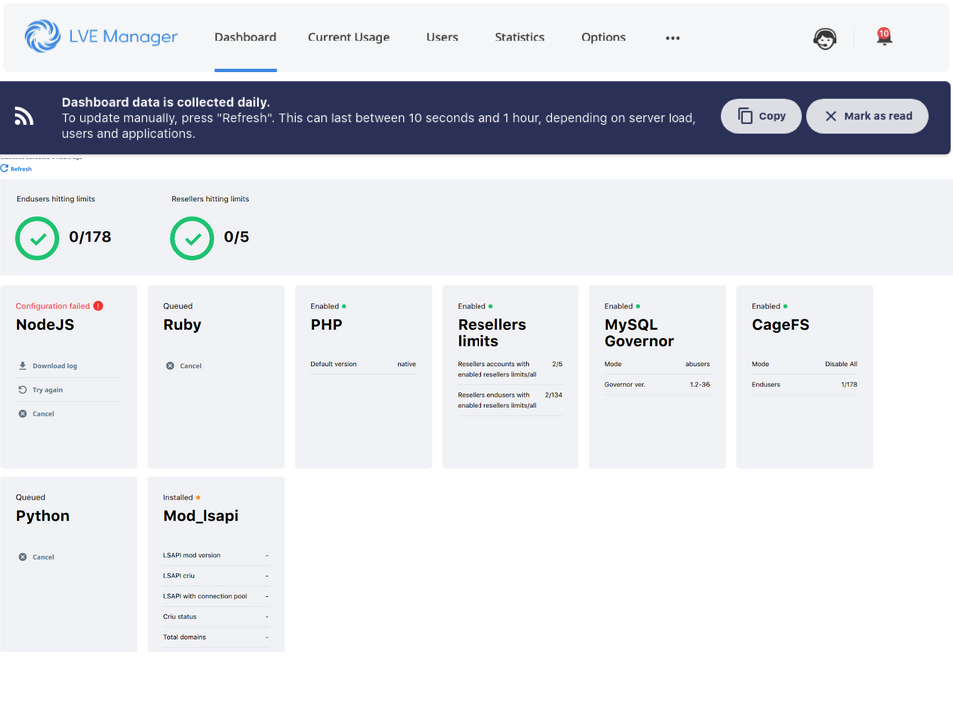 LVE Manager
Dashboard
Current Usage
Users
Statistics
Options
10
Dashboard data is collected daily.
To update manually, press "Refresh". This can last between 10 seconds and 1 hour, depending on server load,
users and applications.
Copy
Mark as read
Refresh
Endusers hitting limits
Resellers hitting limits
0/178
0/5
Configuration failed
NodeJS
Download log
Try again
Cancel
Queued
Ruby
Cancel
Enabled
PHP
Default version native
Enabled
Resellers
limits
Resellers accounts with 2/5
enabled resellers limits/all
Resellers endusers with 2/134
enabled resellers limits/all
Enabled
MySQL
Governor
Mode abusers
Governor ver. 1.2-36
Enabled
CageFS
Mode Disable All
Endusers 1/178
Queued
Python
Cancel
Installed
Mod_lsapi
LSAPI mod version -
LSAPI criu -
LSAPI with connection pool -
Criu status -
Total domains -